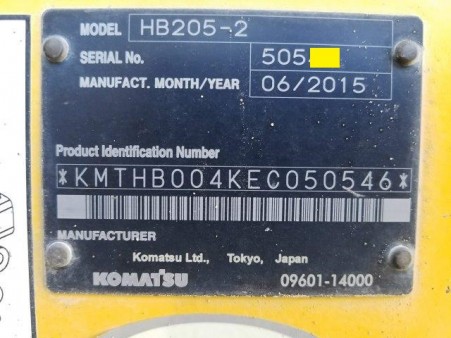 MODEL HB205-2
SERIAL No. 505
MANUFACT. MONTH/YEAR 06/2015
Product Identification Number
*KMTHB004KEC050546*
MANUFACTURER
Komatsu Ltd., Tokyo, Japan
KOMATSU 09601-14000